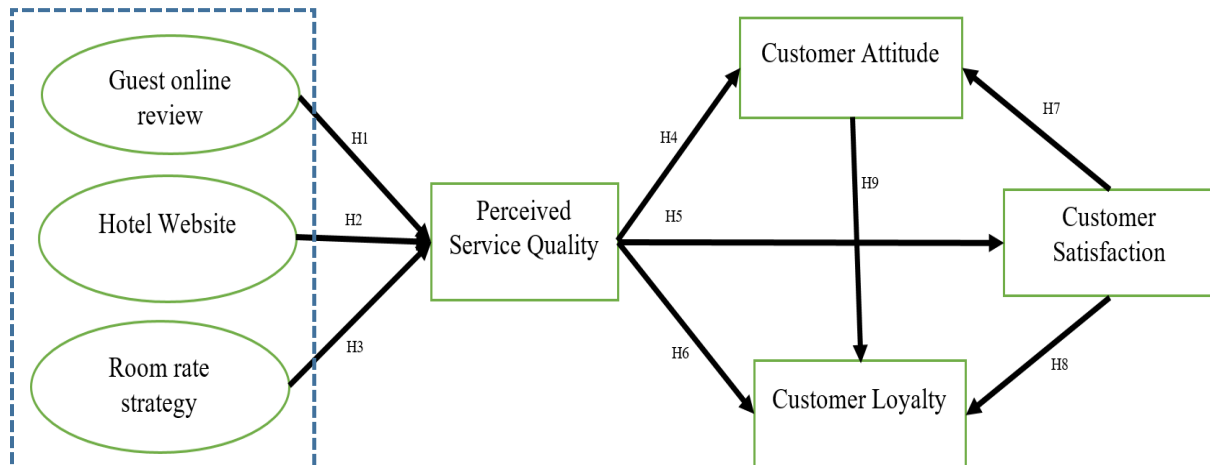 Guest online
review
H1
Hotel Website
H2
Room rate
strategy
H3
Perceived
Service Quality
H4
H5
H6
Customer Attitude
H9
Customer Loyalty
H7
Customer
Satisfaction
H8